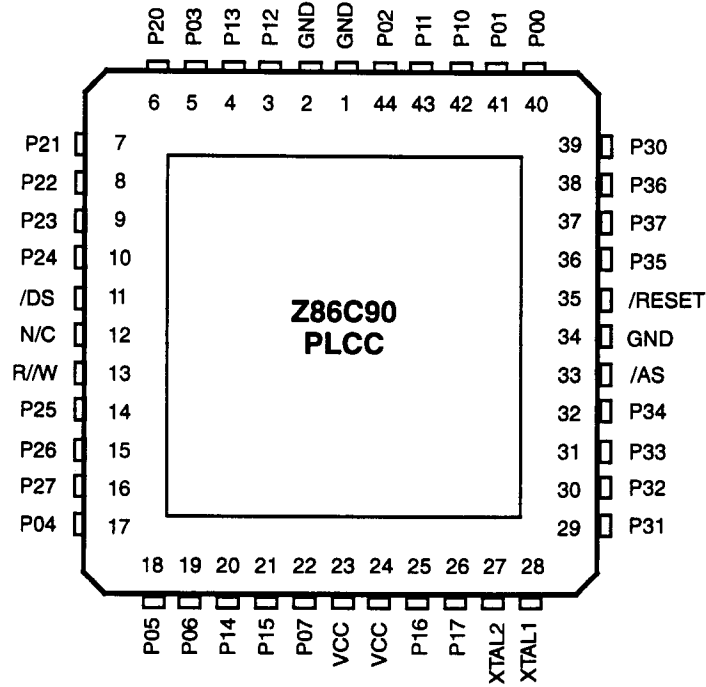 P20 P03 P13 P12 GND GND P02 P11 P10 P01 P00
6 5 4 3 2 1 44 43 42 41 40
P21 7 39 P30
P22 8 38 P36
P23 9 37 P37
P24 10 36 P35
/DS 11 35 /RESET
N/C 12 34 GND
R//W 13 33 /AS
P25 14 32 P34
P26 15 31 P33
P27 16 30 P32
P04 17 29 P31
Z86C90
PLCC
18 19 20 21 22 23 24 25 26 27 28
P05 P06 P14 P15 P07 VCC VCC P16 P17 XTAL2 XTAL1